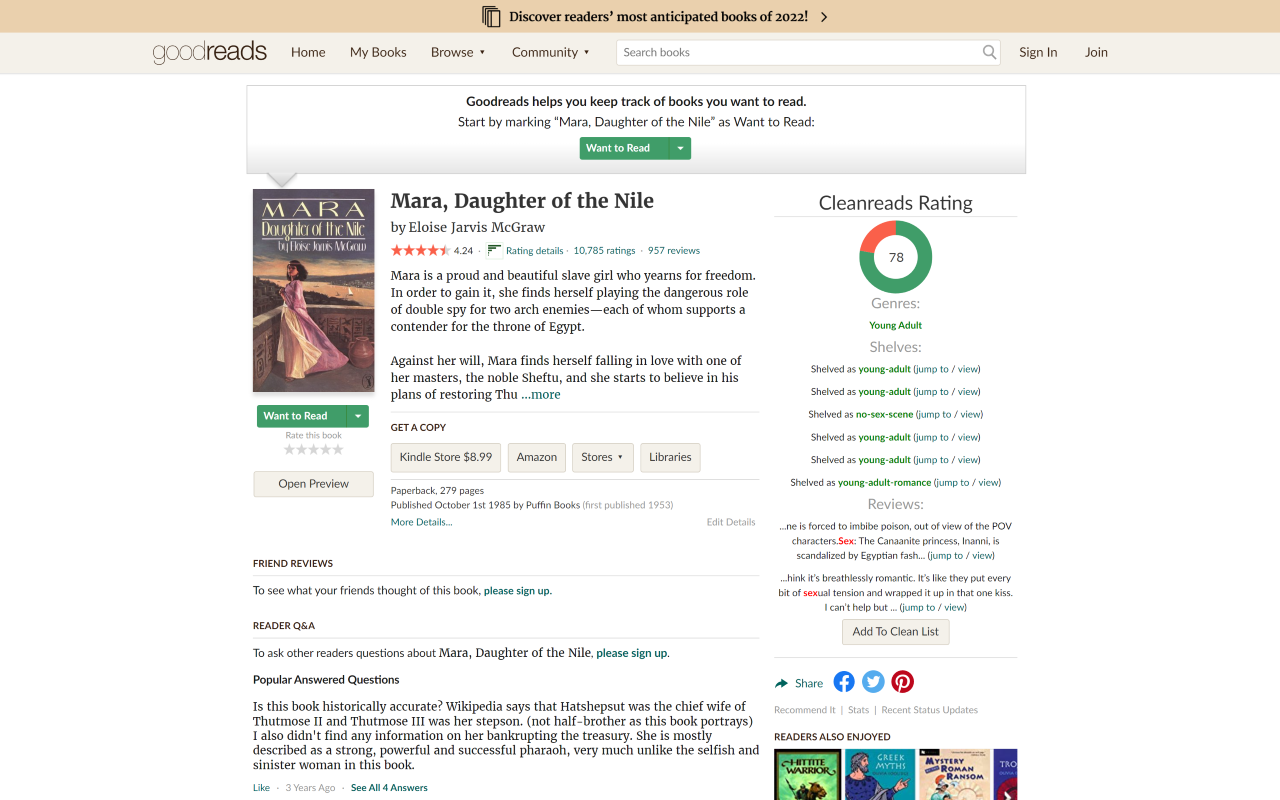 Discover readers’ most anticipated books of 2022!
goodreads
Home
My Books
Browse ▾
Community ▾
Search books
Sign In
Join
Goodreads helps you keep track of books you want to read.
Start by marking “Mara, Daughter of the Nile” as Want to Read:
Want to Read
MARA
Daughter of the Nile
by Eloise Jarvis McGraw
Want to Read
Rate this book
Open Preview
Mara, Daughter of the Nile
by Eloise Jarvis McGraw
4.24 · Rating details · 10,785 ratings · 957 reviews
Mara is a proud and beautiful slave girl who yearns for freedom.
In order to gain it, she finds herself playing the dangerous role
of double spy for two arch enemies—each of whom supports a
contender for the throne of Egypt.
Against her will, Mara finds herself falling in love with one of
her masters, the noble Sheftu, and she starts to believe in his
plans of restoring Thu ...more
GET A COPY
Kindle Store $8.99
Amazon
Stores ▾
Libraries
Paperback, 279 pages
Published October 1st 1985 by Puffin Books (first published 1953)
More Details...
Edit Details
FRIEND REVIEWS
To see what your friends thought of this book, please sign up.
READER Q&A
To ask other readers questions about Mara, Daughter of the Nile, please sign up.
Popular Answered Questions
Is this book historically accurate? Wikipedia says that Hatshepsut was the chief wife of
Thutmose II and Thutmose III was her stepson. (not half-brother as this book portrays)
I also didn't find any information on her bankrupting the treasury. She is mostly
described as a strong, powerful and successful pharaoh, very much unlike the selfish and
sinister woman in this book.
Like · 3 Years Ago · See All 4 Answers
Cleanreads Rating
78
Genres:
Young Adult
Shelves:
Shelved as young-adult (jump to / view)
Shelved as young-adult (jump to / view)
Shelved as no-sex-scene (jump to / view)
Shelved as young-adult (jump to / view)
Shelved as young-adult (jump to / view)
Shelved as young-adult-romance (jump to / view)
Reviews:
...ne is forced to imbibe poison, out of view of the POV
characters.Sex: The Canaanite princess, Inanni, is
scandalized by Egyptian fash... (jump to / view)
...hink it’s breathlessly romantic. It’s like they put every
bit of sexual tension and wrapped it up in that one kiss.
I can’t help but ... (jump to / view)
Add To Clean List
Share
Recommend It | Stats | Recent Status Updates
READERS ALSO ENJOYED
HITTITE
WARRIOR
GREEK
MYTHS
MYSTERY
ROMAN
RANSOM
TRO